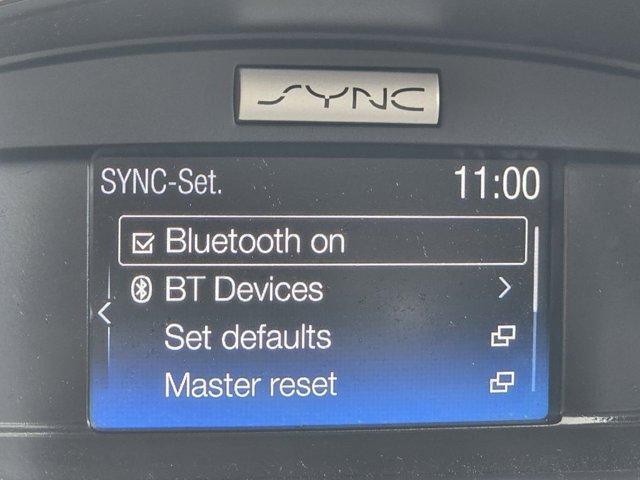 SYNC
SYNC-Set. 11:00
Bluetooth on
BT Devices
Set defaults
Master reset